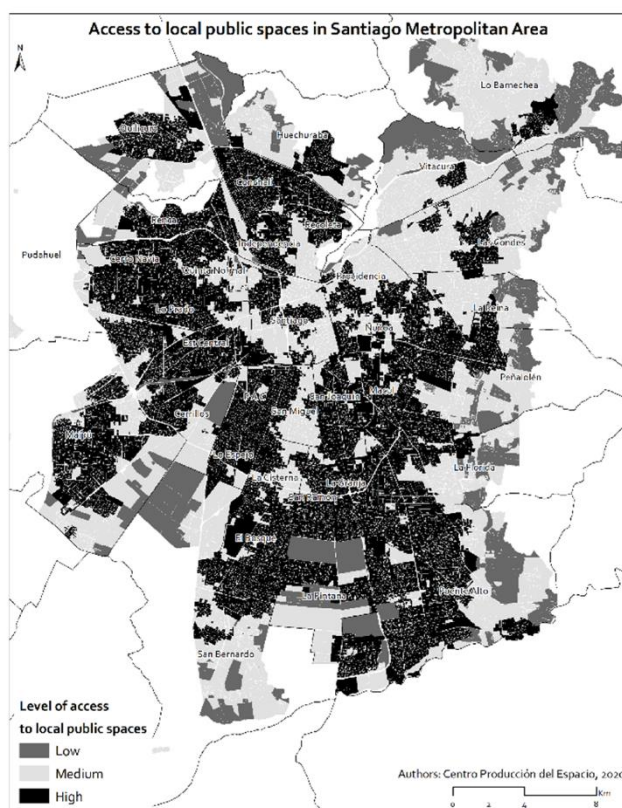 Access to local public spaces in Santiago Metropolitan Area
N
Lo Barnechea
Quilicura
Huechuraba
Vitacura
Conchalí
Renca
Recoleta
Independencia
Las Condes
Pudahuel
Cerro Navia
Quinta Normal
Providencia
Lo Prado
Santiago
La Reina
Ñuñoa
Est Central
Peñalolén
P A C
San Joaquín
Macul
Cerrillos
San Miguel
Maipú
Lo Espejo
La Florida
La Cisterna
La Granja
San Ramón
El Bosque
La Pintana
Puente Alto
San Bernardo
Level of access
to local public spaces
Low
Medium
High
Authors: Centro Producción del Espacio, 2020
Km
0 2 4 8